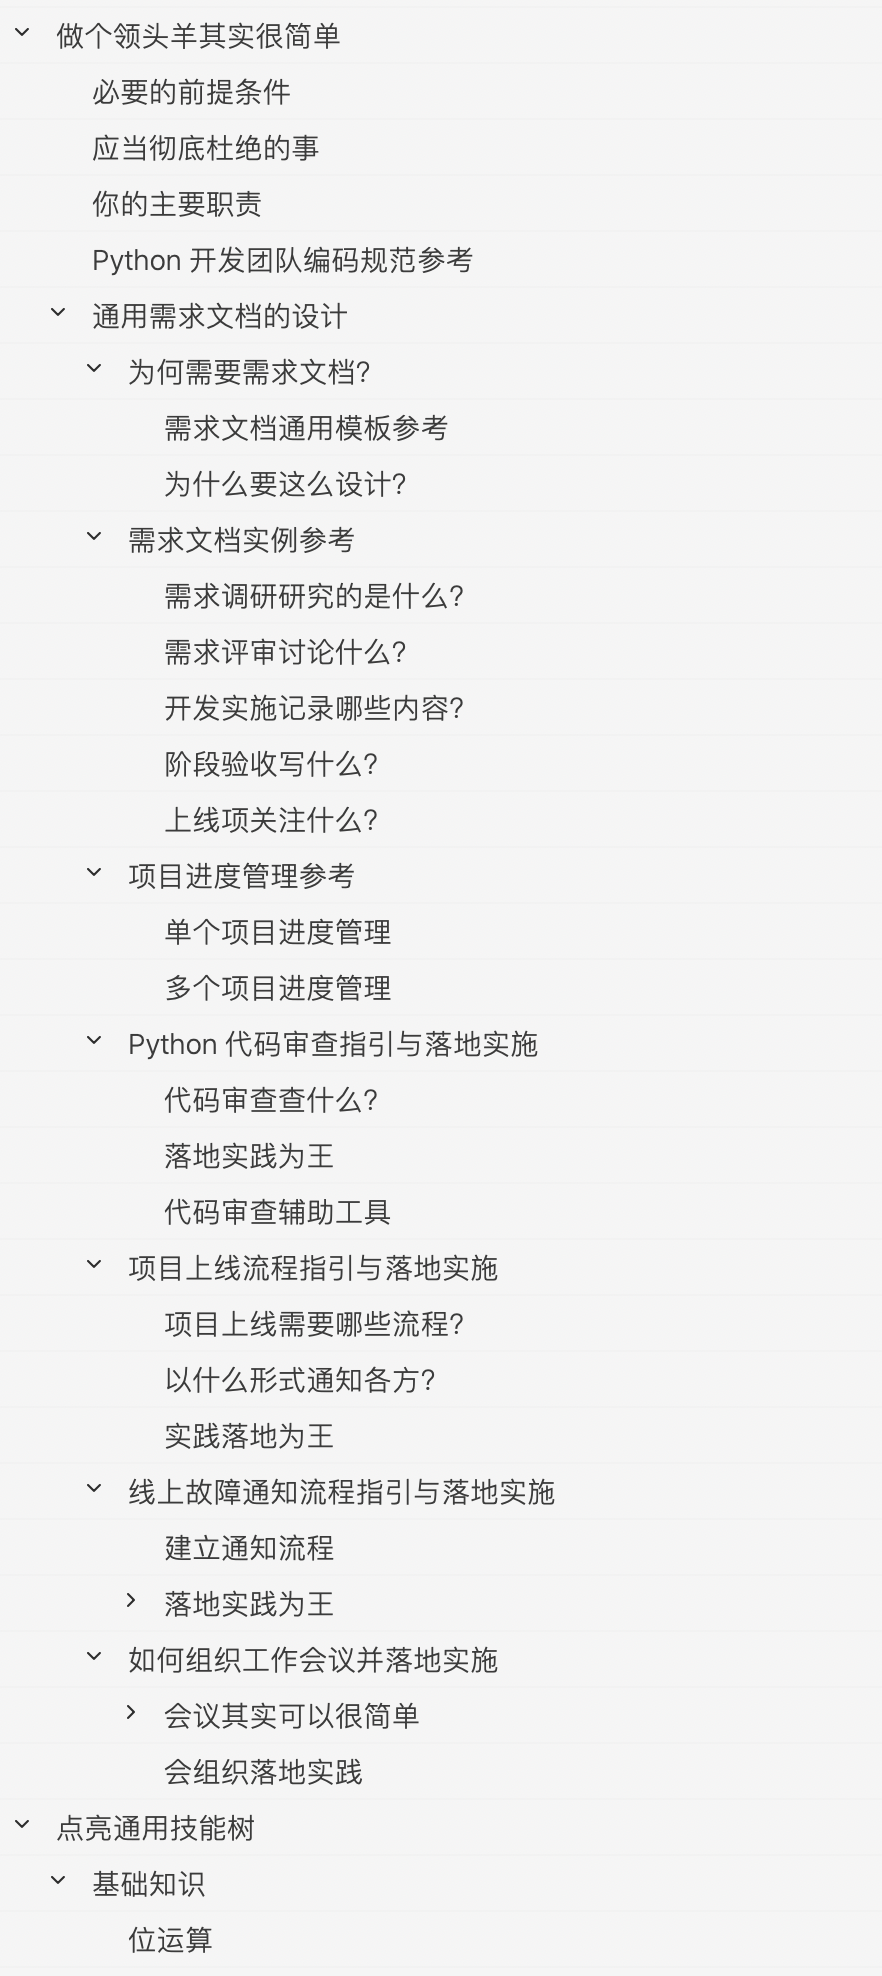 做个领头羊其实很简单
必要的前提条件
应当彻底杜绝的事
你的主要职责
Python 开发团队编码规范参考
通用需求文档的设计
为何需要需求文档?
需求文档通用模板参考
为什么要这么设计?
需求文档实例参考
需求调研研究的是什么?
需求评审讨论什么?
开发实施记录哪些内容?
阶段验收写什么?
上线项关注什么?
项目进度管理参考
单个项目进度管理
多个项目进度管理
Python 代码审查指引与落地实施
代码审查查什么?
落地实践为王
代码审查辅助工具
项目上线流程指引与落地实施
项目上线需要哪些流程?
以什么形式通知各方?
实践落地为王
线上故障通知流程指引与落地实施
建立通知流程
落地实践为王
如何组织工作会议并落地实施
会议其实可以很简单
会组织落地实践
点亮通用技能树
基础知识
位运算